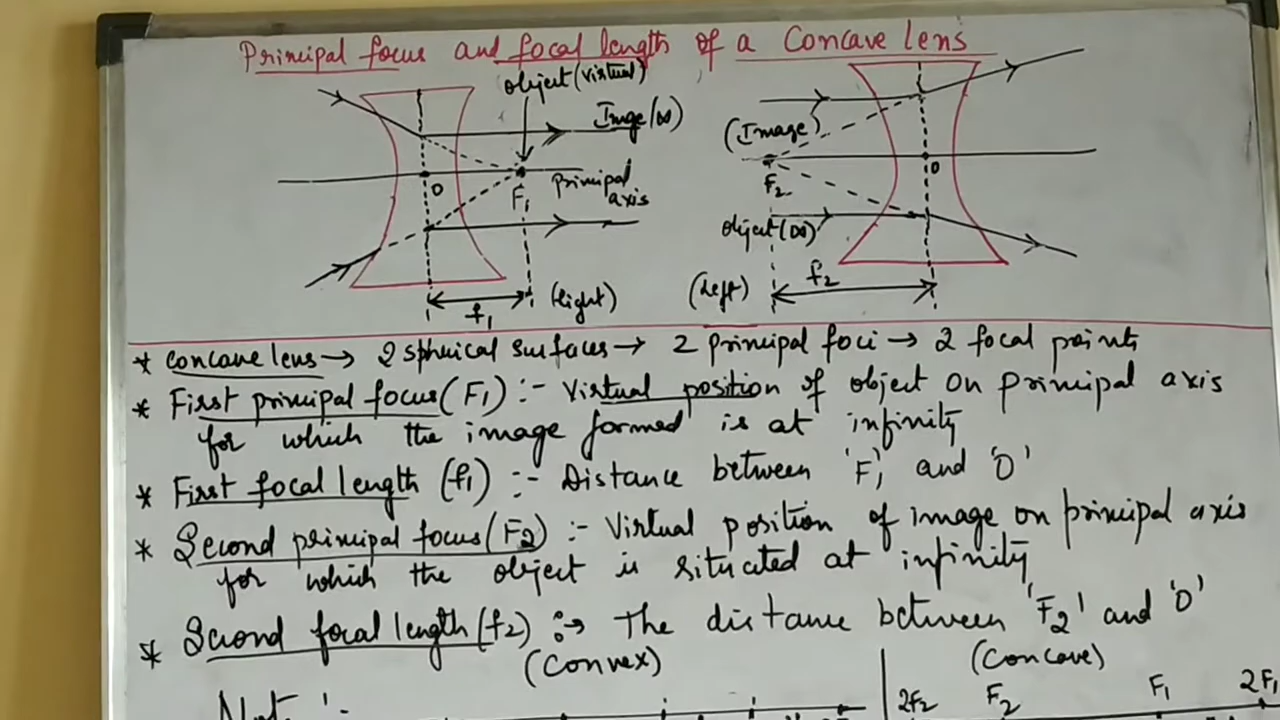 Principal focus and focal length of a Concave lens
object (virtual)
Image (∞)
O
F₁
principal
axis
f₁
(Right)
(Image)
F₂
O
object (∞)
(Left)
f₂
* Concave lens → 2 spherical surfaces → 2 principal foci → 2 focal points
* First principal focus (F₁) :- Virtual position of object on principal axis
for which the image formed is at infinity
* First focal length (f₁) :- Distance between 'F₁' and 'O'
* Second principal focus (F₂) :- Virtual position of image on principal axis
for which the object is situated at infinity
* Second focal length (f₂) :→ The distance between 'F₂' and 'O'
(Convex)
(Concave)
Note :-
2F₂ F₂ F₁ 2F₁